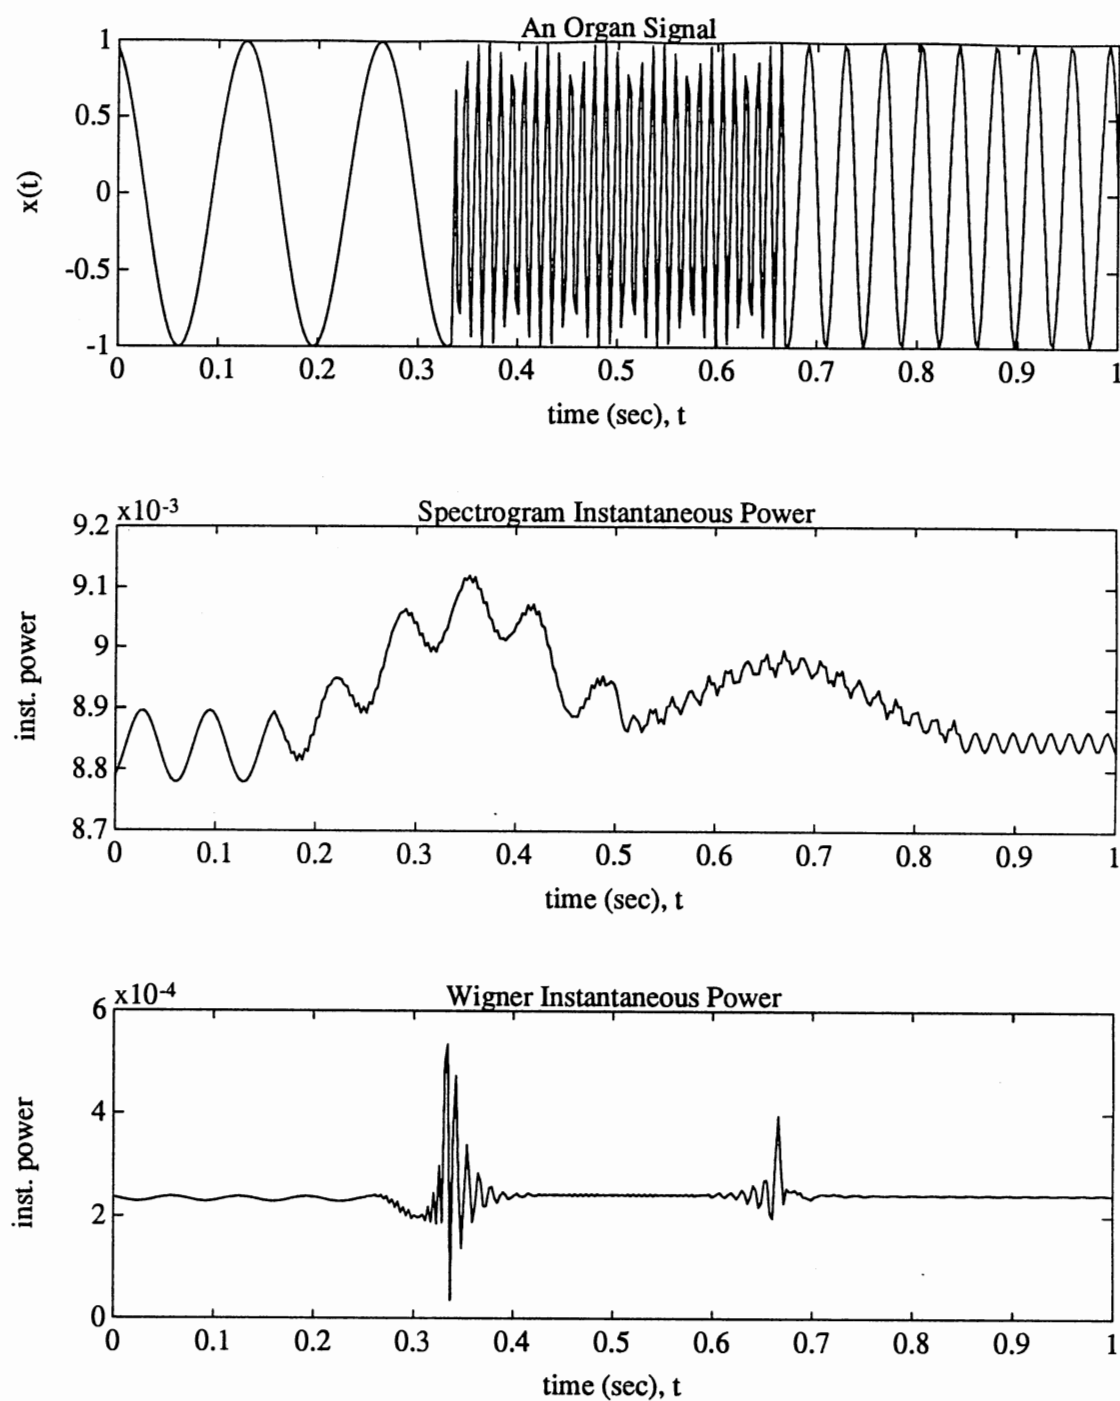 An Organ Signal
1
0.5
0
-0.5
-1
x(t)
0 0.1 0.2 0.3 0.4 0.5 0.6 0.7 0.8 0.9 1
time (sec), t
x10-3
Spectrogram Instantaneous Power
9.2
9.1
9
8.9
8.8
8.7
inst. power
0 0.1 0.2 0.3 0.4 0.5 0.6 0.7 0.8 0.9 1
time (sec), t
x10-4
Wigner Instantaneous Power
6
4
2
0
inst. power
0 0.1 0.2 0.3 0.4 0.5 0.6 0.7 0.8 0.9 1
time (sec), t